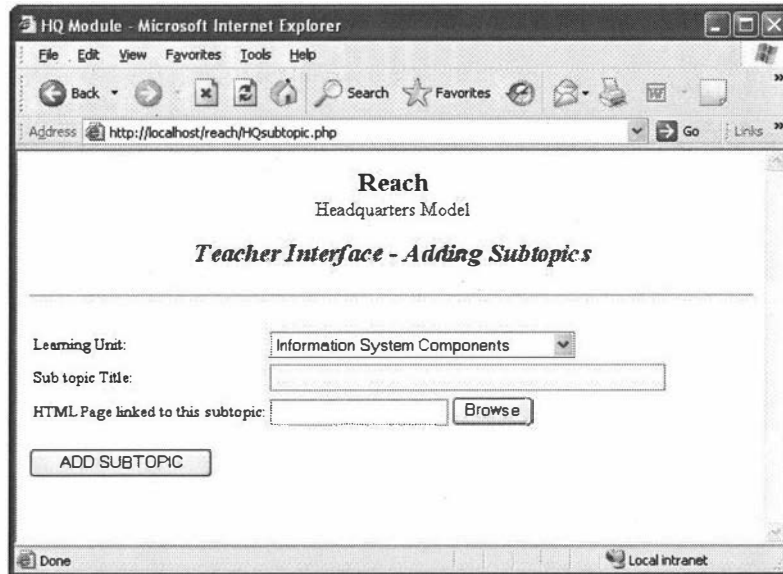 HQ Module - Microsoft Internet Explorer
File Edit View Favorites Tools Help
Back Search Favorites
Address http://localhost/reach/HQsubtopic.php Go Links
Reach
Headquarters Model
Teacher Interface - Adding Subtopics
Learning Unit: Information System Components
Sub topic Title:
HTML Page linked to this subtopic: Browse
ADD SUBTOPIC
Done Local intranet